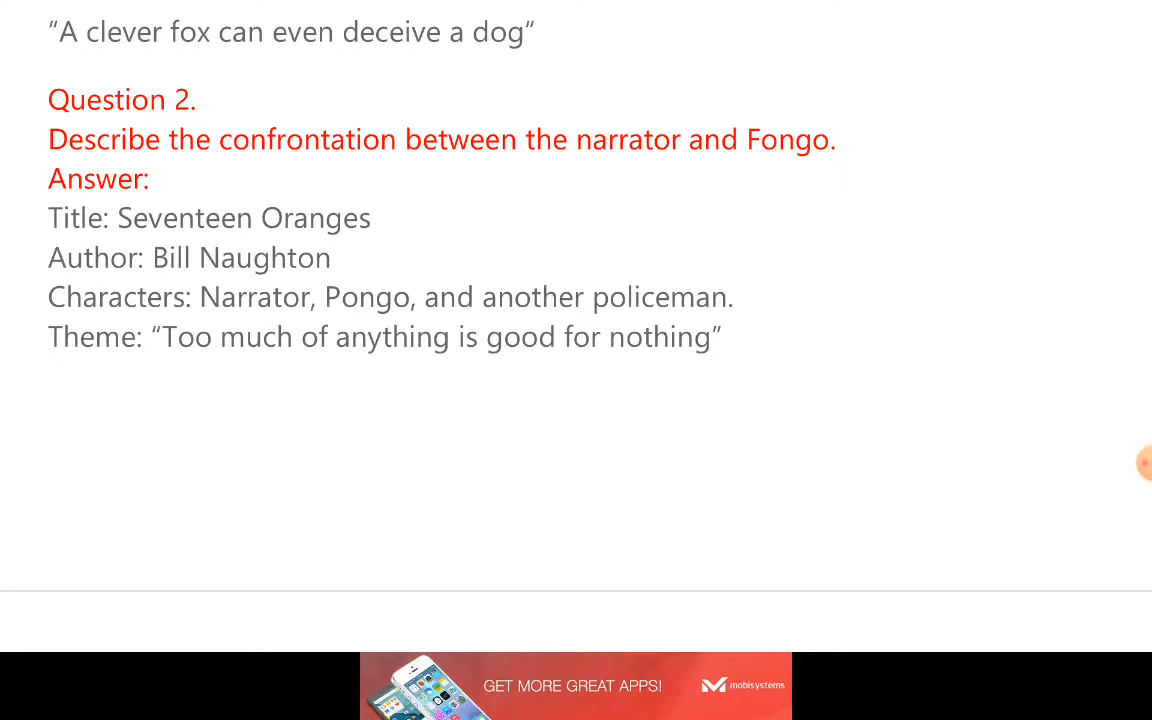 “A clever fox can even deceive a dog”
Question 2.
Describe the confrontation between the narrator and Fongo.
Answer:
Title: Seventeen Oranges
Author: Bill Naughton
Characters: Narrator, Pongo, and another policeman.
Theme: “Too much of anything is good for nothing”
GET MORE GREAT APPS!
mobisystems